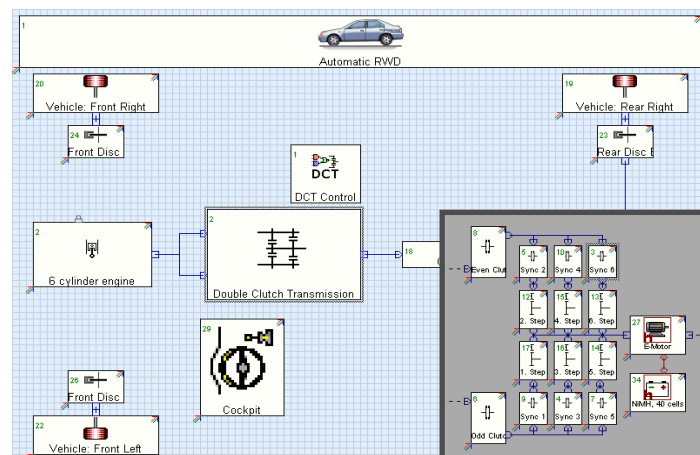 1
Automatic RWD
20
Vehicle: Front Right
19
Vehicle: Rear Right
24
Front Disc
23
Rear Disc
1
DCT
DCT Control
2
6 cylinder engine
2
Double Clutch Transmission
18
8
Even Clut
5
Sync 2
10
Sync 4
3
Sync 6
12
2. Step
15
4. Step
13
6. Step
27
E-Motor
17
1. Step
16
3. Step
14
5. Step
34
NiMH, 40 cells
6
Odd Clutc
9
Sync 1
4
Sync 3
7
Sync 5
29
Cockpit
26
Front Disc
22
Vehicle: Front Left